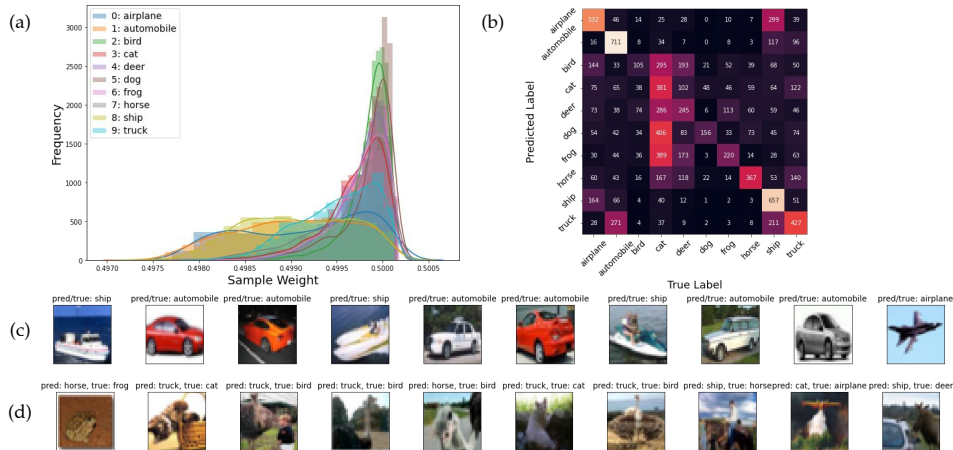 (a)
0: airplane
1: automobile
2: bird
3: cat
4: deer
5: dog
6: frog
7: horse
8: ship
9: truck
Frequency
3000
2500
2000
1500
1000
500
0
0.4970 0.4975 0.4980 0.4985 0.4990 0.4995 0.5000 0.5005
Sample Weight
(b)
Predicted Label
airplane 532 46 14 25 28 0 10 7 299 39
automobile 16 711 8 34 7 0 8 3 117 96
bird 144 33 105 295 193 21 52 39 68 50
cat 75 65 38 381 102 48 46 59 64 122
deer 73 38 74 286 245 6 113 60 59 46
dog 54 42 34 406 83 156 33 73 45 74
frog 30 44 36 389 173 3 220 14 28 63
horse 60 43 16 167 118 22 14 367 53 140
ship 164 66 4 40 12 1 2 3 657 51
truck 28 271 4 37 9 2 3 8 211 427
airplane automobile bird cat deer dog frog horse ship truck
True Label
(c)
pred/true: ship pred/true: automobile pred/true: automobile pred/true: ship pred/true: automobile pred/true: automobile pred/true: ship pred/true: automobile pred/true: automobile pred/true: airplane
(d)
pred: horse, true: frog pred: truck, true: cat pred: truck, true: bird pred: truck, true: bird pred: horse, true: bird pred: truck, true: cat pred: truck, true: bird pred: ship, true: horse pred: cat, true: airplane pred: ship, true: deer